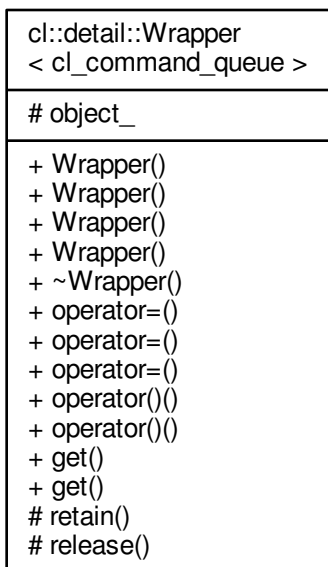 cl::detail::Wrapper
< cl_command_queue >
# object_
+ Wrapper()
+ Wrapper()
+ Wrapper()
+ Wrapper()
+ ~Wrapper()
+ operator=()
+ operator=()
+ operator=()
+ operator()()
+ operator()()
+ get()
+ get()
# retain()
# release()